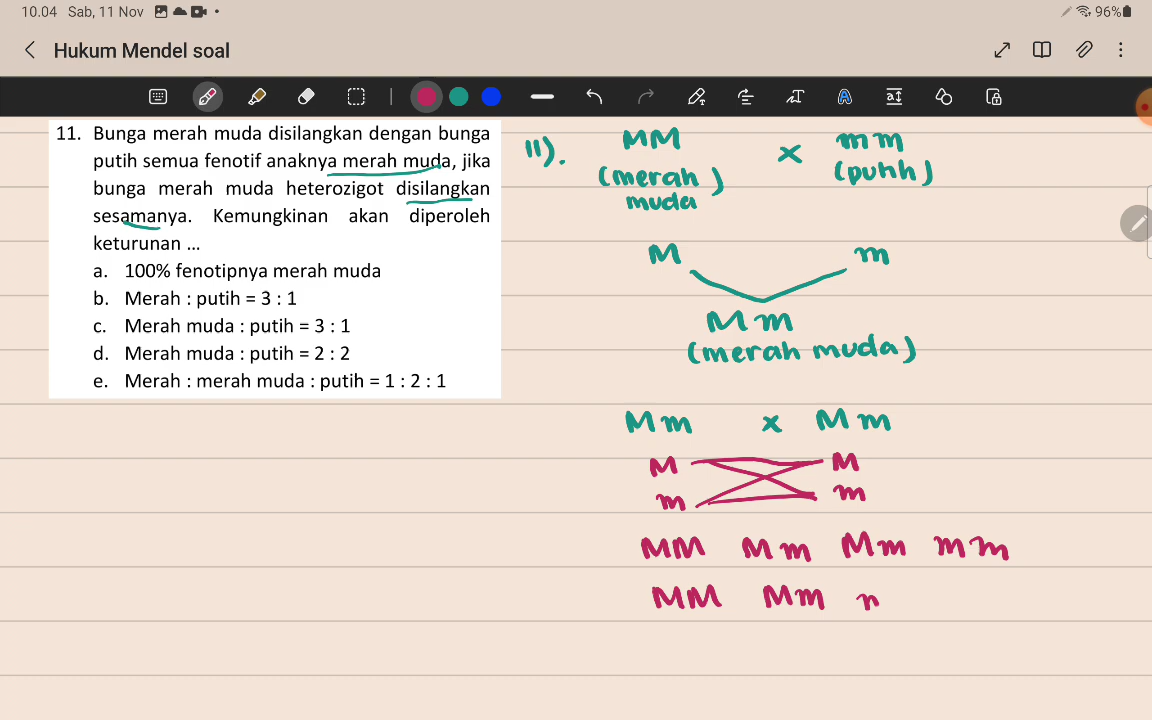 10.04 Sab, 11 Nov
96%
Hukum Mendel soal
11. Bunga merah muda disilangkan dengan bunga
putih semua fenotif anaknya merah muda, jika
bunga merah muda heterozigot disilangkan
sesamanya. Kemungkinan akan diperoleh
keturunan ...
a. 100% fenotipnya merah muda
b. Merah : putih = 3 : 1
c. Merah muda : putih = 3 : 1
d. Merah muda : putih = 2 : 2
e. Merah : merah muda : putih = 1 : 2 : 1
11). MM x mm
(merah muda) (putih)
M m
Mm
(merah muda)
Mm x Mm
M M
m m
MM Mm Mm mm
MM Mm m